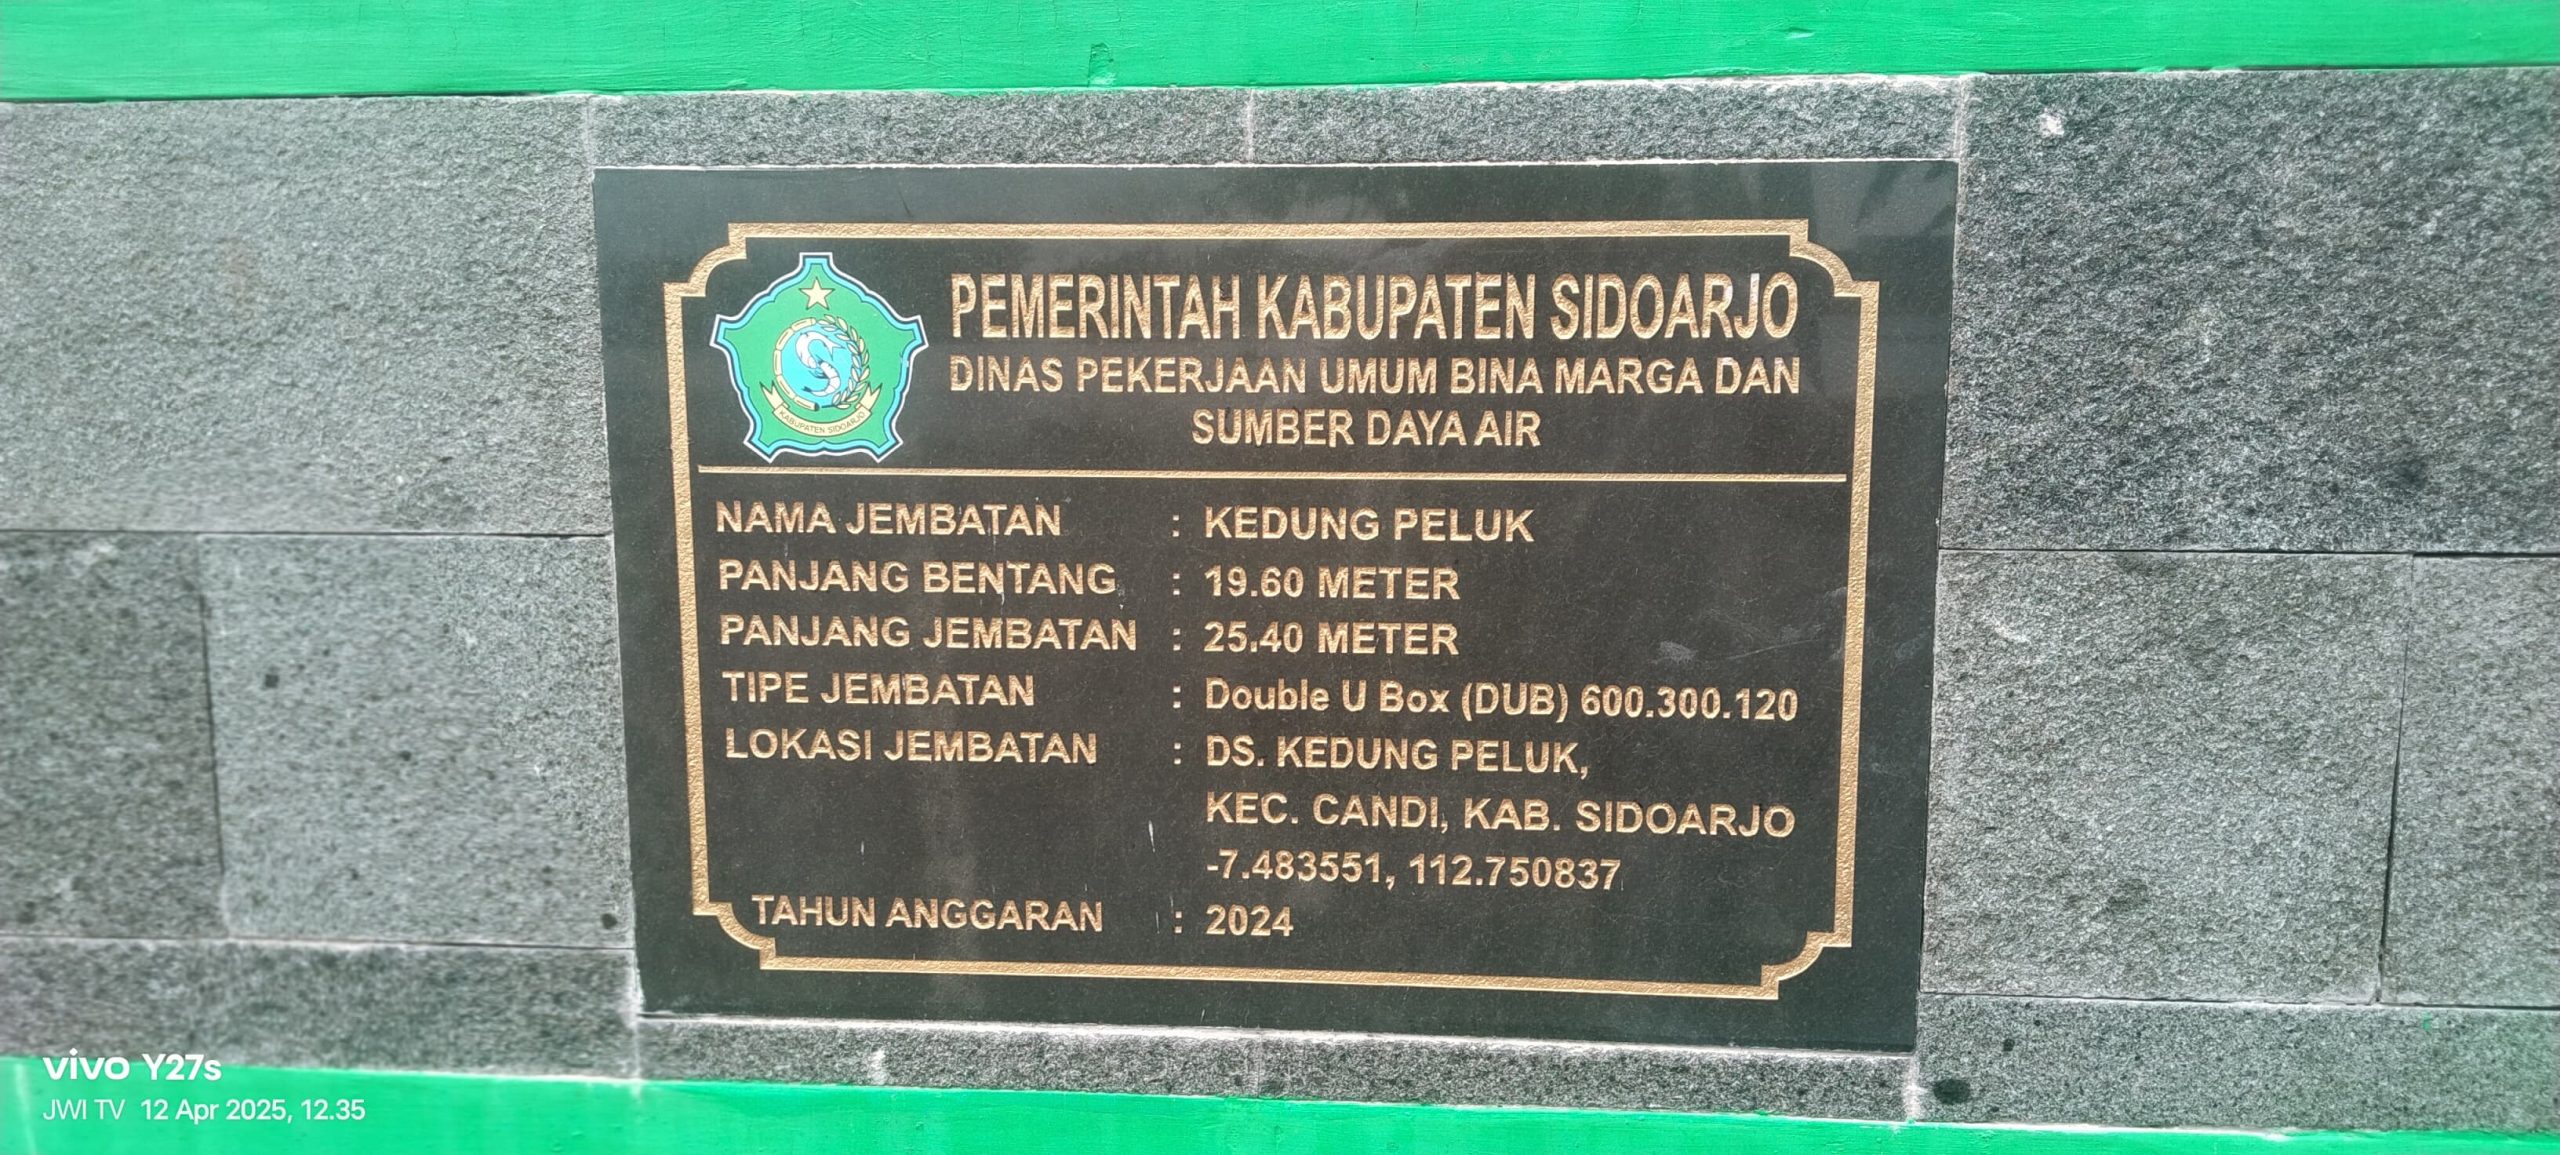 PEMERINTAH KABUPATEN SIDOARJO
DINAS PEKERJAAN UMUM BINA MARGA DAN
SUMBER DAYA AIR
KABUPATEN SIDOARJO
NAMA JEMBATAN : KEDUNG PELUK
PANJANG BENTANG : 19.60 METER
PANJANG JEMBATAN : 25.40 METER
TIPE JEMBATAN : Double U Box (DUB) 600.300.120
LOKASI JEMBATAN : DS. KEDUNG PELUK,
KEC. CANDI, KAB. SIDOARJO
-7.483551, 112.750837
TAHUN ANGGARAN : 2024
vivo Y27s
JWI TV 12 Apr 2025, 12.35